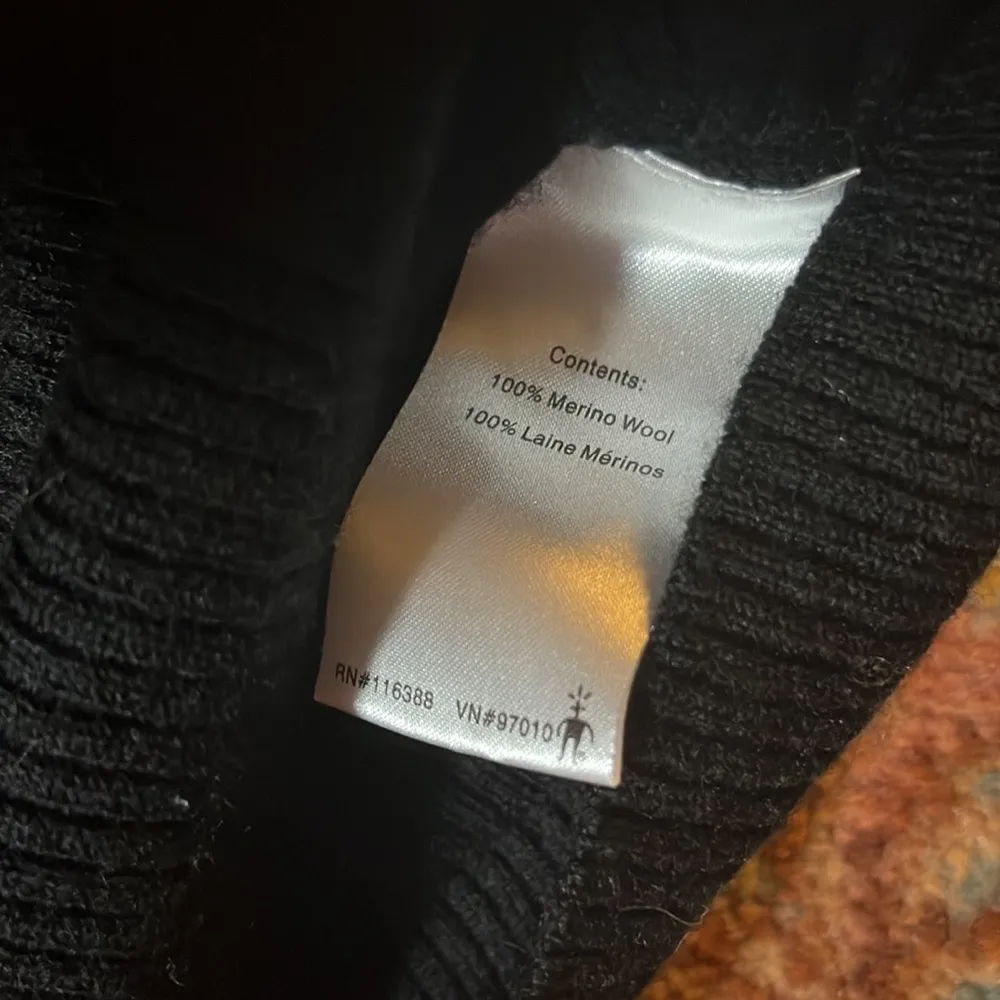 Contents:
100% Merino Wool
100% Laine Mérinos
RN#116388 VN#97010